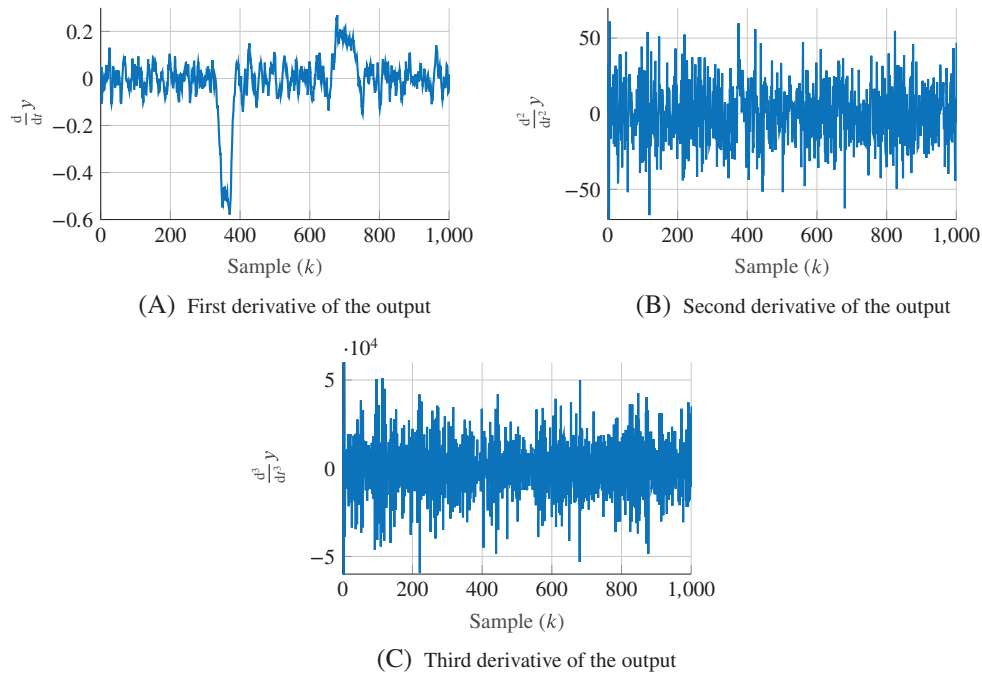 0.2
0
−0.2
−0.4
−0.6
d/dt y
0 200 400 600 800 1,000
Sample (k)
(A) First derivative of the output
50
0
−50
d²/dt² y
0 200 400 600 800 1,000
Sample (k)
(B) Second derivative of the output
·10⁴
5
0
−5
d³/dt³ y
0 200 400 600 800 1,000
Sample (k)
(C) Third derivative of the output